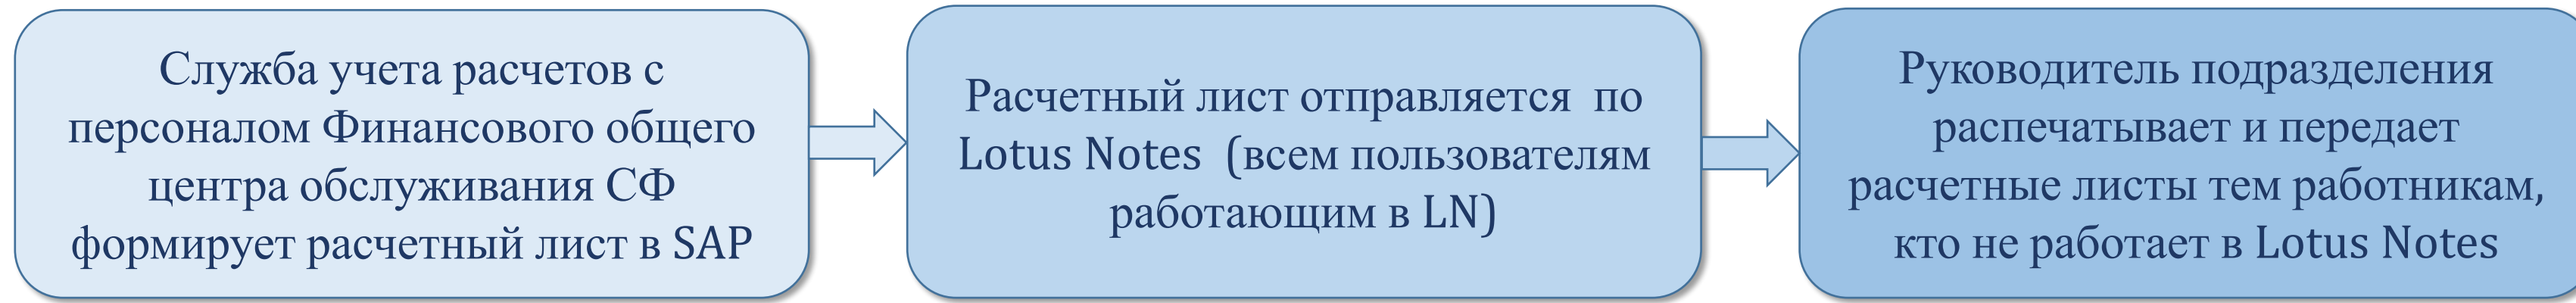 Служба учета расчетов с
персоналом Финансового общего
центра обслуживания СФ
формирует расчетный лист в SAP
Расчетный лист отправляется по
Lotus Notes (всем пользователям
работающим в LN)
Руководитель подразделения
распечатывает и передает
расчетные листы тем работникам,
кто не работает в Lotus Notes